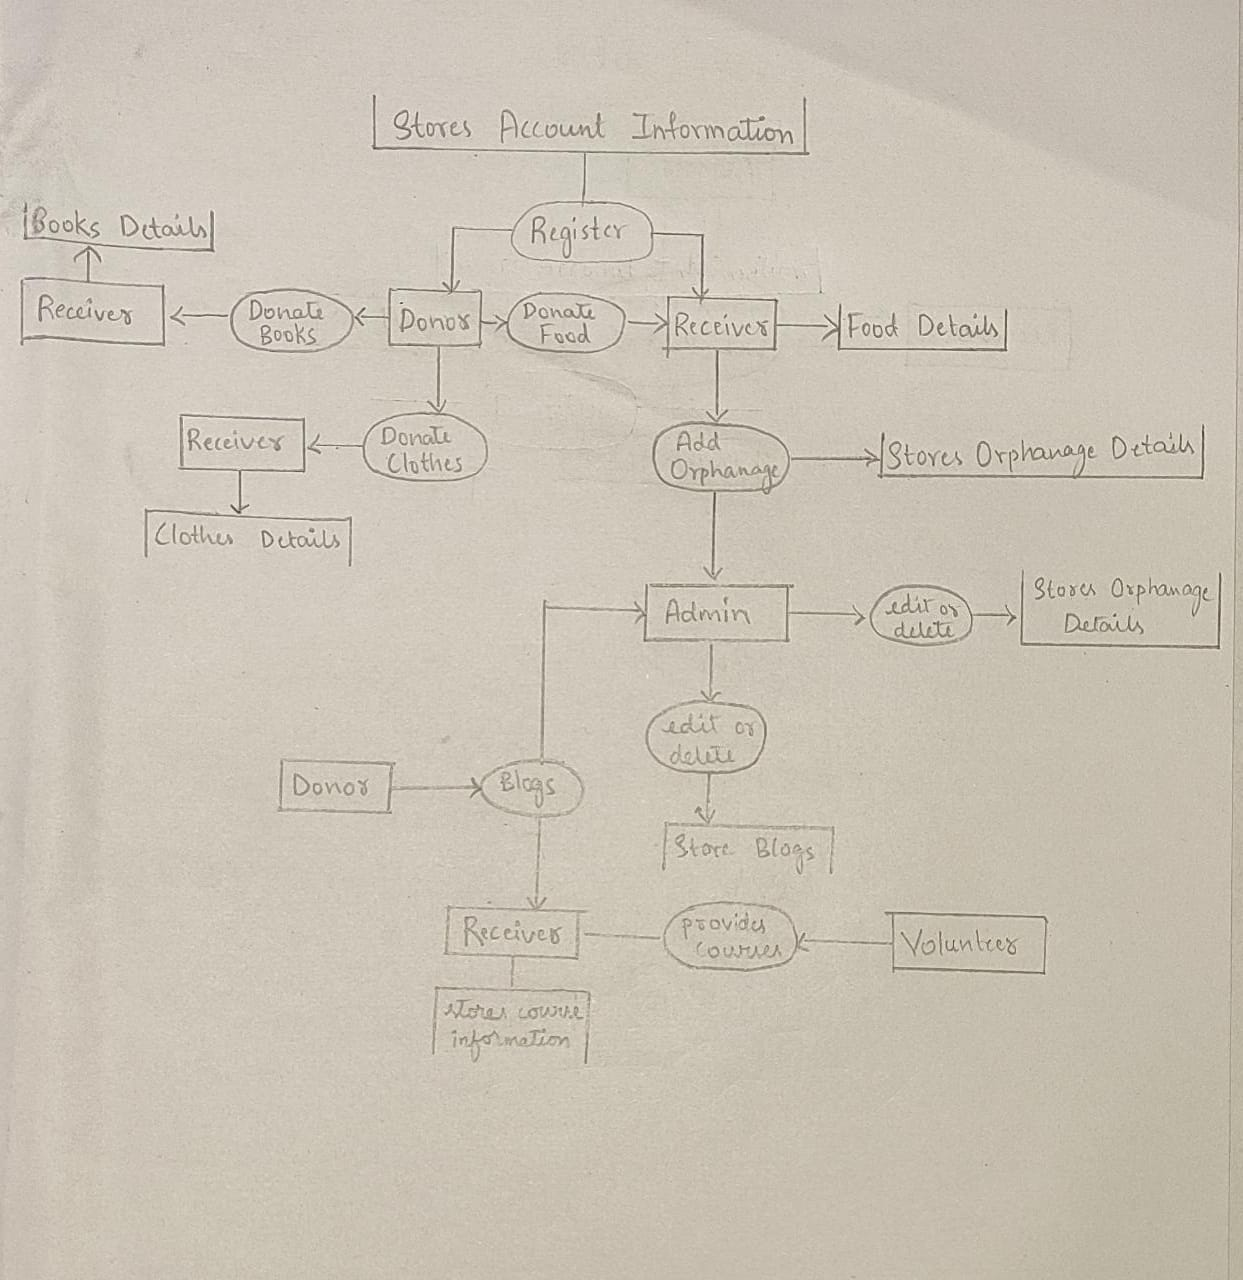 Stores Account Information
Register
Books Details
Receiver
Donate
Books
Donor
Donate
Food
Receiver
Food Details
Receiver
Donate
Clothes
Add
Orphanage
Stores Orphanage Details
Clothes Details
Admin
edit or
delete
Stores Orphanage
Details
edit or
delete
Donor
Blogs
Store Blogs
Receiver
provides
courses
Volunteer
stores course
information